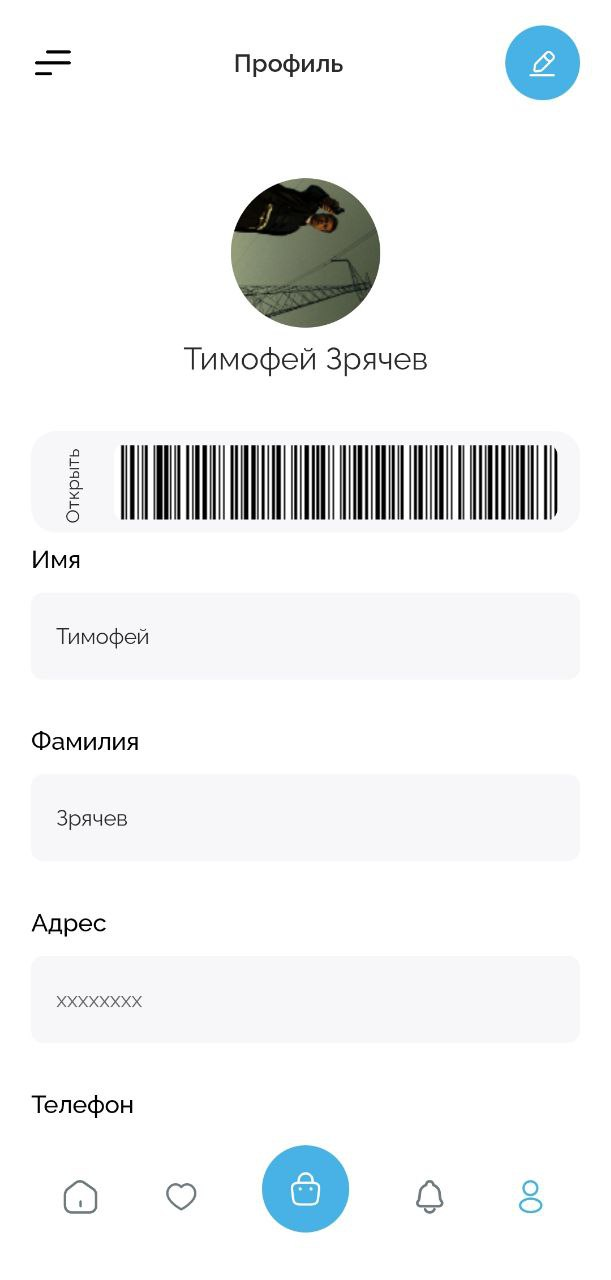 Профиль
Тимофей Зрячев
Открыть
Имя
Тимофей
Фамилия
Зрячев
Адрес
xxxxxxxx
Телефон